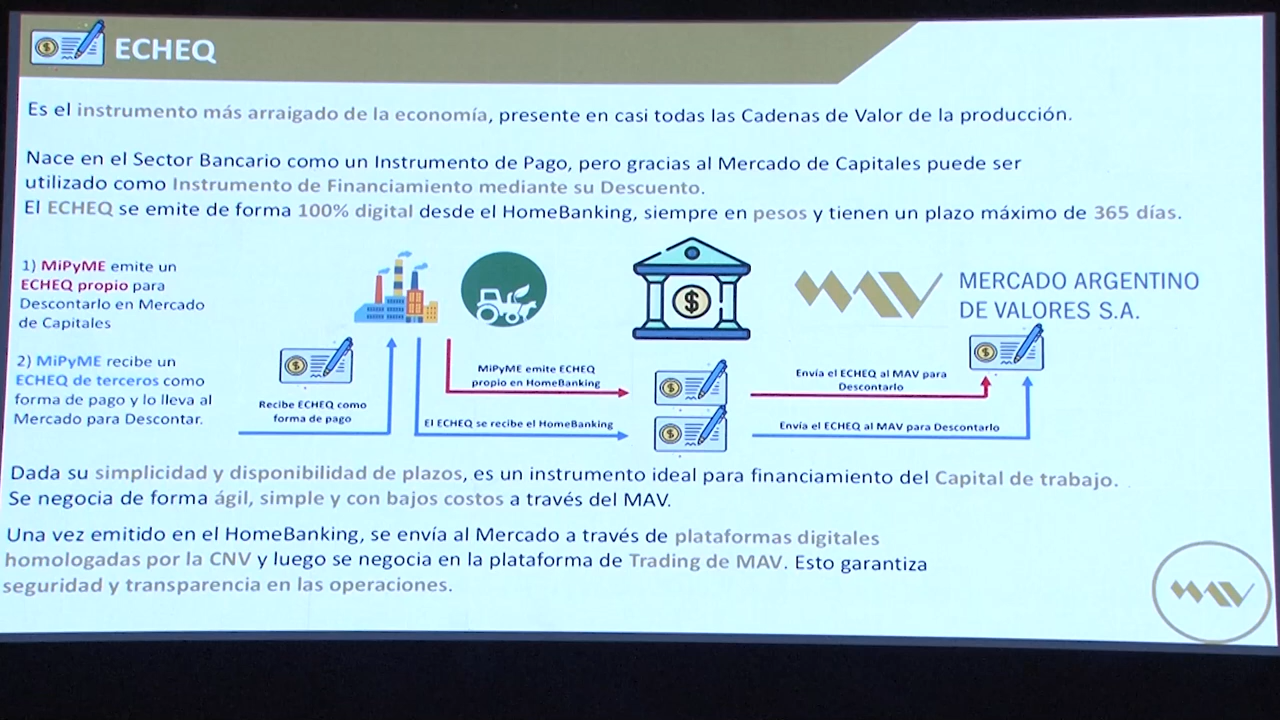 ECHEQ
Es el instrumento más arraigado de la economía, presente en casi todas las Cadenas de Valor de la producción.
Nace en el Sector Bancario como un Instrumento de Pago, pero gracias al Mercado de Capitales puede ser
utilizado como Instrumento de Financiamiento mediante su Descuento.
El ECHEQ se emite de forma 100% digital desde el HomeBanking, siempre en pesos y tienen un plazo máximo de 365 días.
1) MiPyME emite un
ECHEQ propio para
Descontarlo en Mercado
de Capitales
2) MiPyME recibe un
ECHEQ de terceros como
forma de pago y lo lleva al
Mercado para Descontar.
Recibe ECHEQ como
forma de pago
MiPyME emite ECHEQ
propio en HomeBanking
El ECHEQ se recibe el HomeBanking
MAV
MERCADO ARGENTINO
DE VALORES S.A.
Envía el ECHEQ al MAV para
Descontarlo
Envía el ECHEQ al MAV para Descontarlo
Dada su simplicidad y disponibilidad de plazos, es un instrumento ideal para financiamiento del Capital de trabajo.
Se negocia de forma ágil, simple y con bajos costos a través del MAV.
Una vez emitido en el HomeBanking, se envía al Mercado a través de plataformas digitales
homologadas por la CNV y luego se negocia en la plataforma de Trading de MAV. Esto garantiza
seguridad y transparencia en las operaciones.
MAV